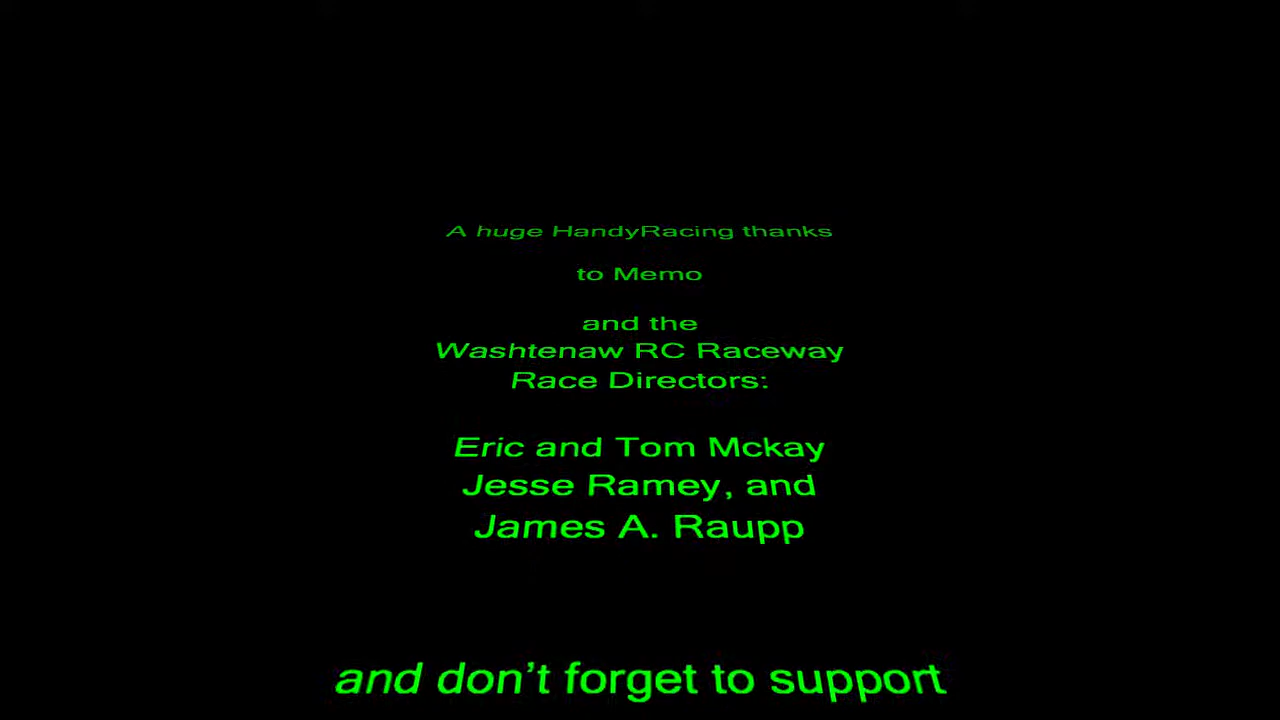 A huge HandyRacing thanks
to Memo
and the
Washtenaw RC Raceway
Race Directors:
Eric and Tom Mckay
Jesse Ramey, and
James A. Raupp
and don't forget to support